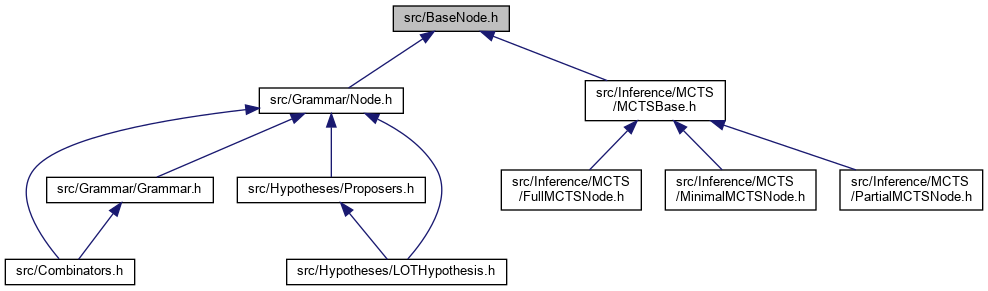 src/BaseNode.h
src/Grammar/Node.h
src/Inference/MCTS
/MCTSBase.h
src/Grammar/Grammar.h
src/Hypotheses/Proposers.h
src/Inference/MCTS
/FullMCTSNode.h
src/Inference/MCTS
/MinimalMCTSNode.h
src/Inference/MCTS
/PartialMCTSNode.h
src/Combinators.h
src/Hypotheses/LOTHypothesis.h